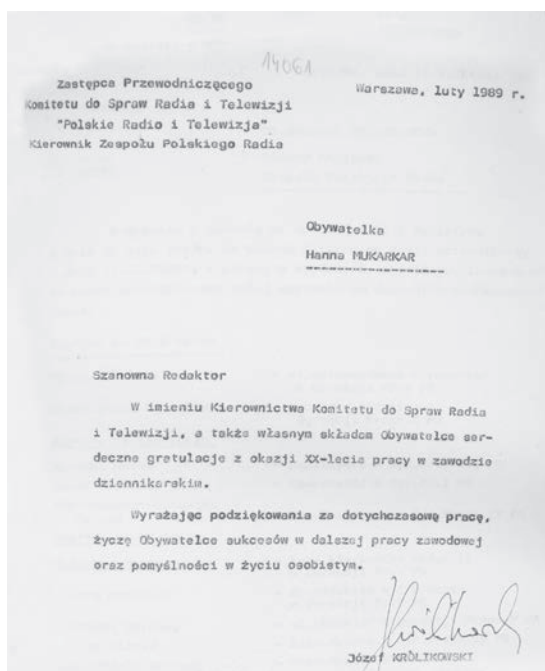 14061
Zastępca Przewodniczącego
Komitetu do Spraw Radia i Telewizji
"Polskie Radio i Telewizja"
Kierownik Zespołu Polskiego Radia
Warszawa, luty 1989 r.
Obywatelka
Hanna MUKARKAR
Szanowna Redaktor
W imieniu Kierownictwa Komitetu do Spraw Radia
i Telewizji, a także własnym składam Obywatelce ser-
deczne gratulacje z okazji XX-lecia pracy w zawodzie
dziennikarskim.
Wyrażając podziękowania za dotychczasową pracę,
życzę Obywatelce sukcesów w dalszej pracy zawodowej
oraz pomyślności w życiu osobistym.
Józef KRÓLIKOWSKI